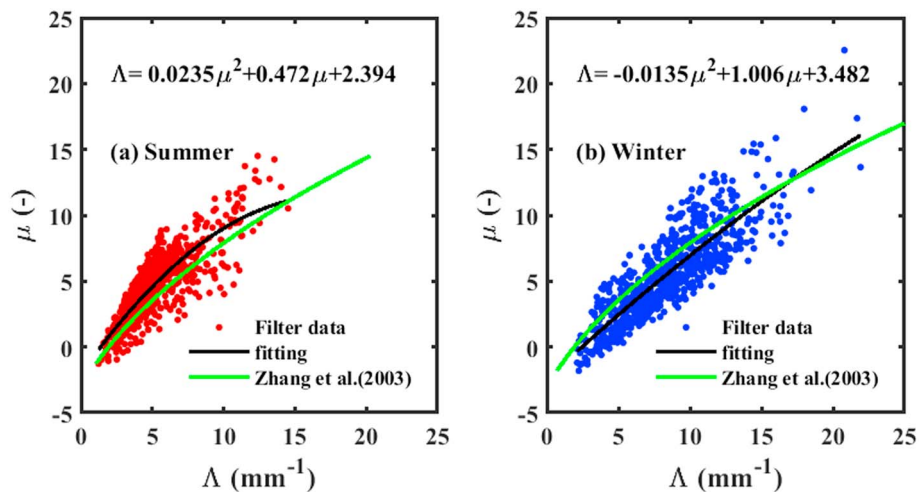 25
20
15
10
5
0
-5
μ (-)
Λ= 0.0235μ²+0.472μ+2.394
(a) Summer
Filter data
fitting
Zhang et al.(2003)
0 5 10 15 20 25
Λ (mm⁻¹)
25
20
15
10
5
0
-5
μ (-)
Λ= -0.0135μ²+1.006μ+3.482
(b) Winter
Filter data
fitting
Zhang et al.(2003)
0 5 10 15 20 25
Λ (mm⁻¹)